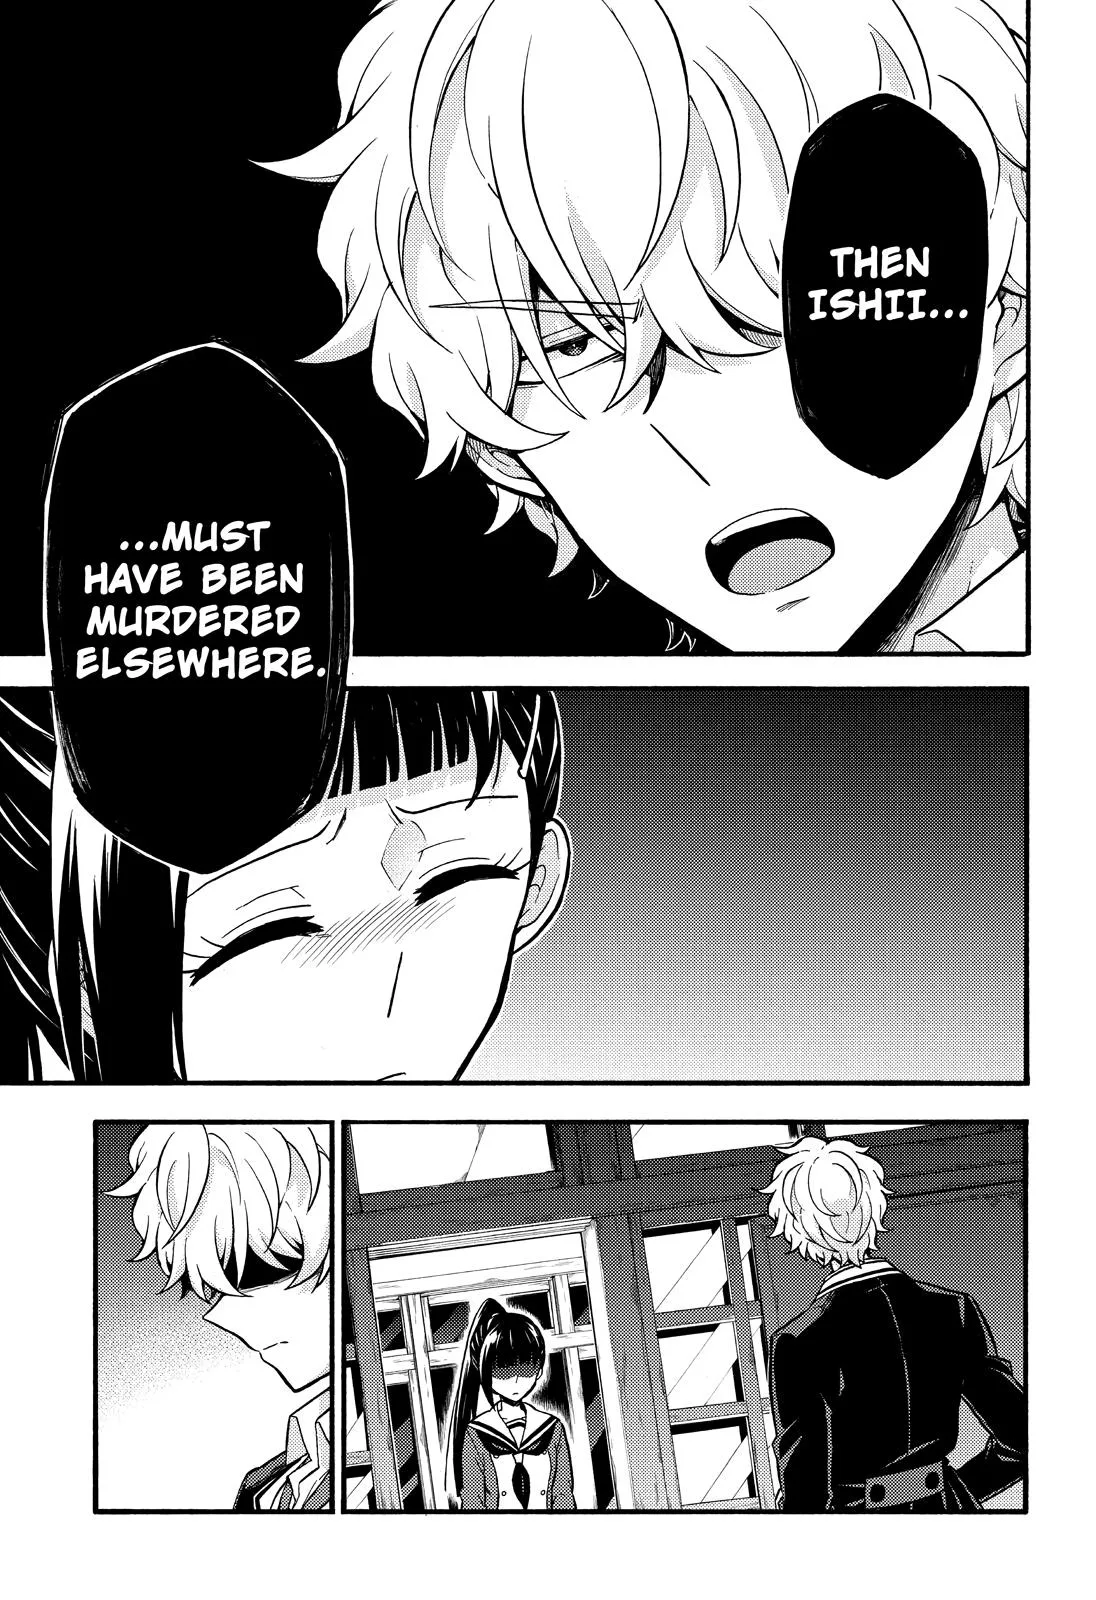 THEN
ISHII...
...MUST
HAVE BEEN
MURDERED
ELSEWHERE.